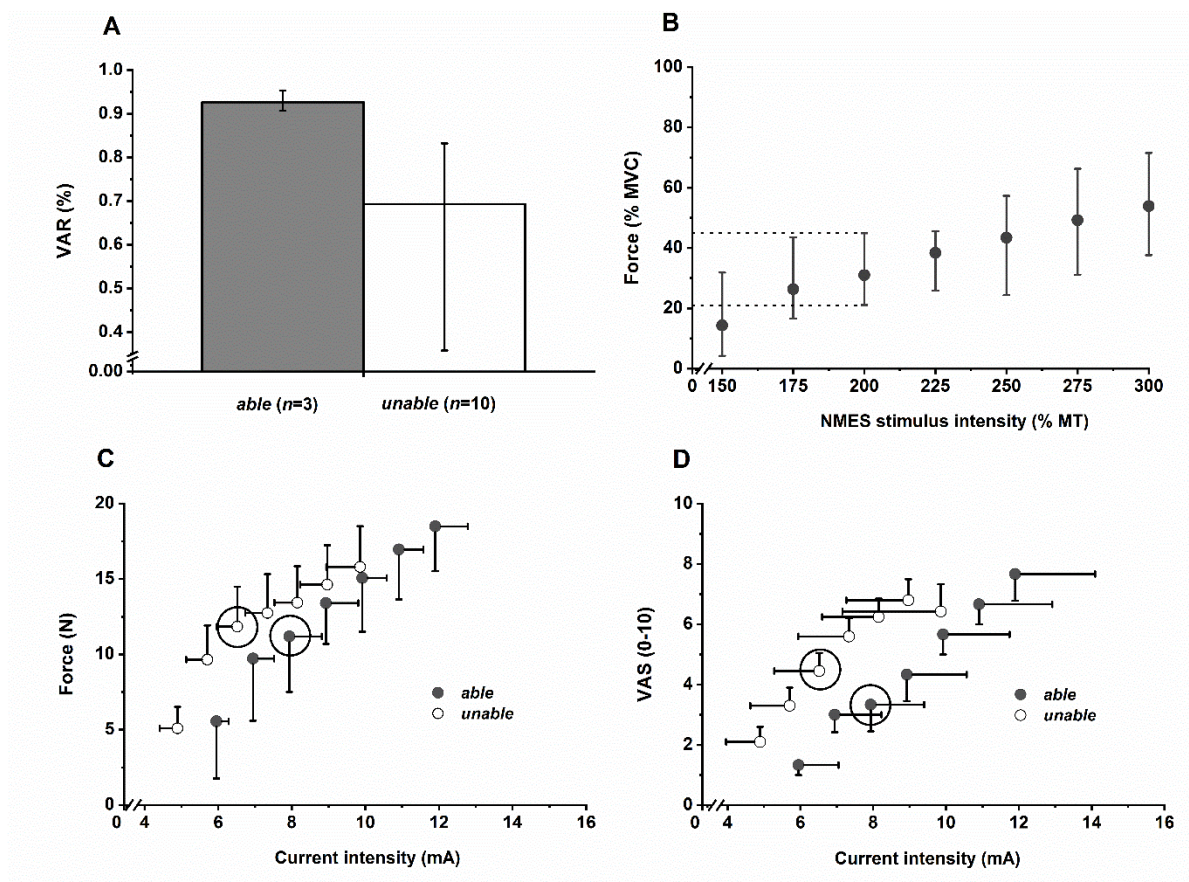 A
VAR (%)
1.0
0.9
0.8
0.7
0.6
0.5
0.4
0.00
able (n=3) unable (n=10)
B
Force (% MVC)
100
80
60
40
20
0
0 150 175 200 225 250 275 300
NMES stimulus intensity (% MT)
C
Force (N)
20
15
10
5
0
able
unable
0 4 6 8 10 12 14 16
Current intensity (mA)
D
VAS (0-10)
10
8
6
4
2
0
able
unable
0 4 6 8 10 12 14 16
Current intensity (mA)